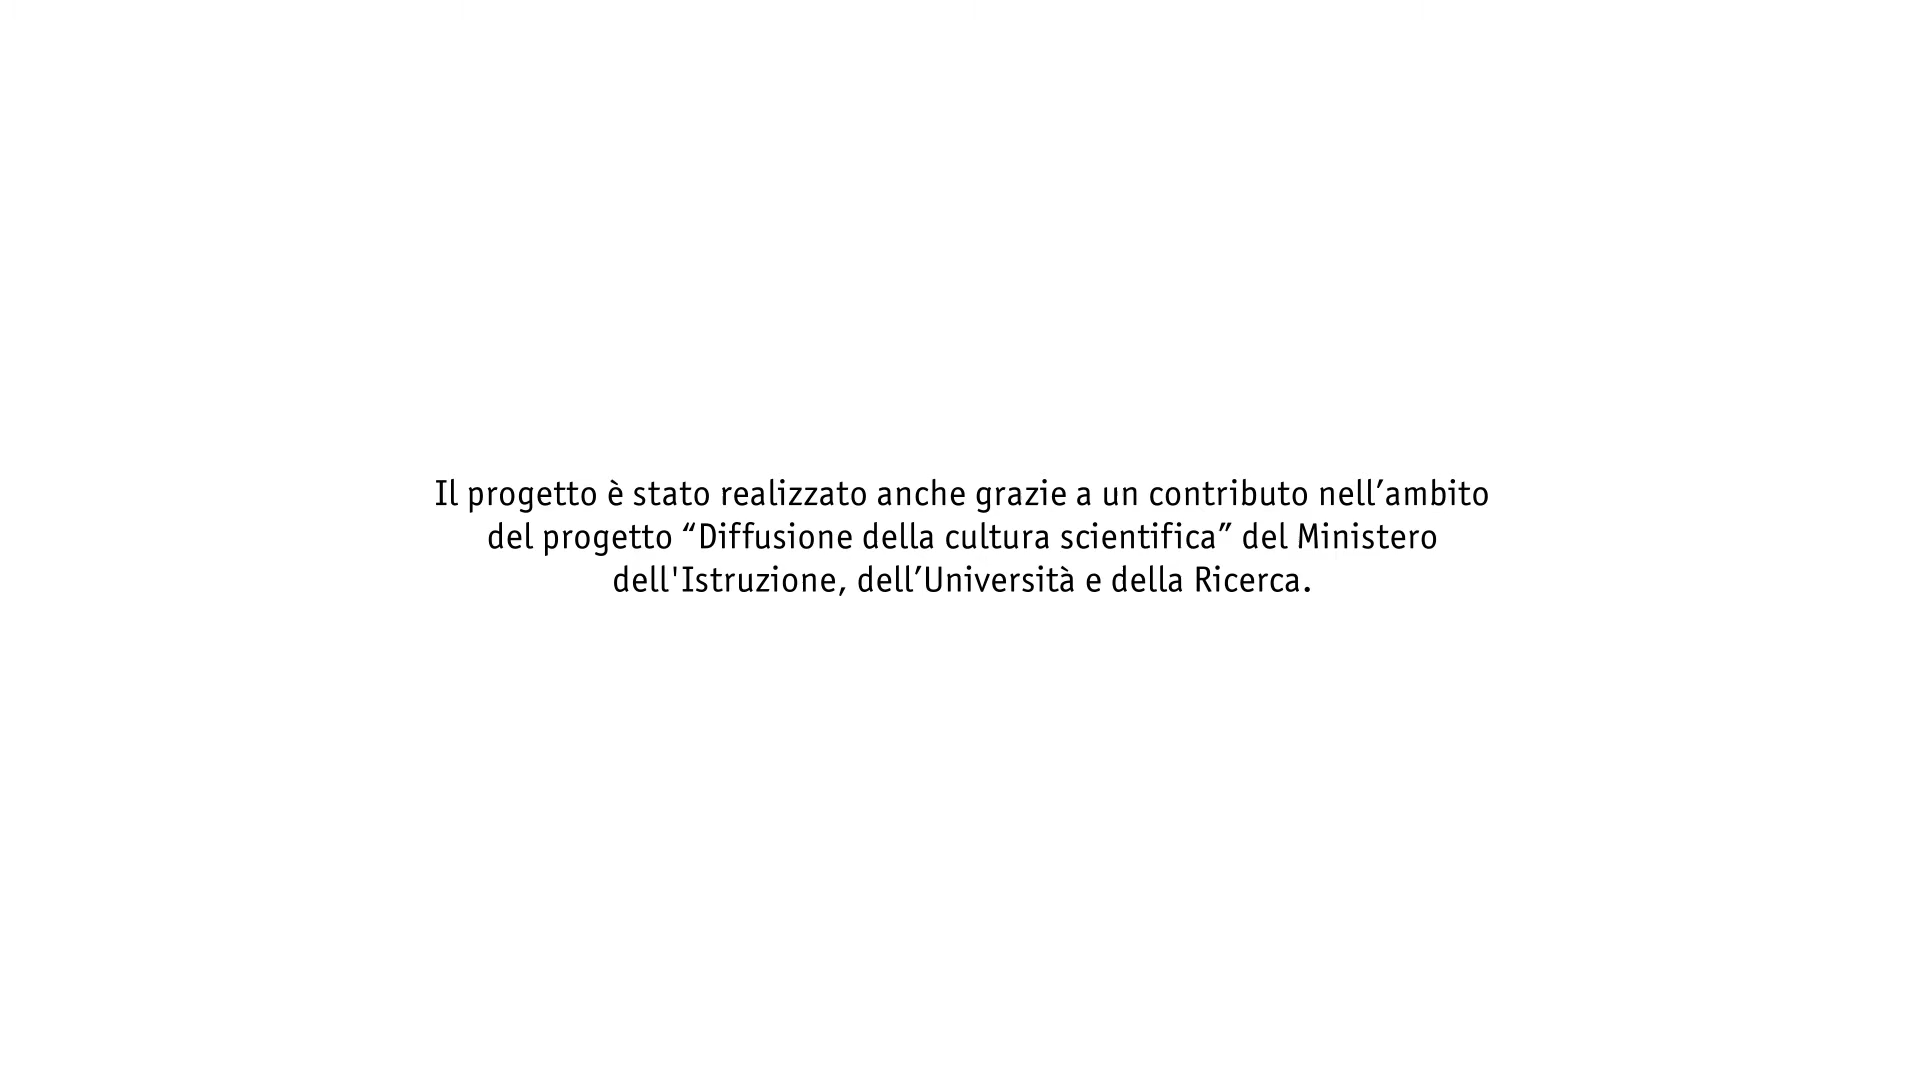 Il progetto è stato realizzato anche grazie a un contributo nell’ambito
del progetto “Diffusione della cultura scientifica” del Ministero
dell'Istruzione, dell’Università e della Ricerca.